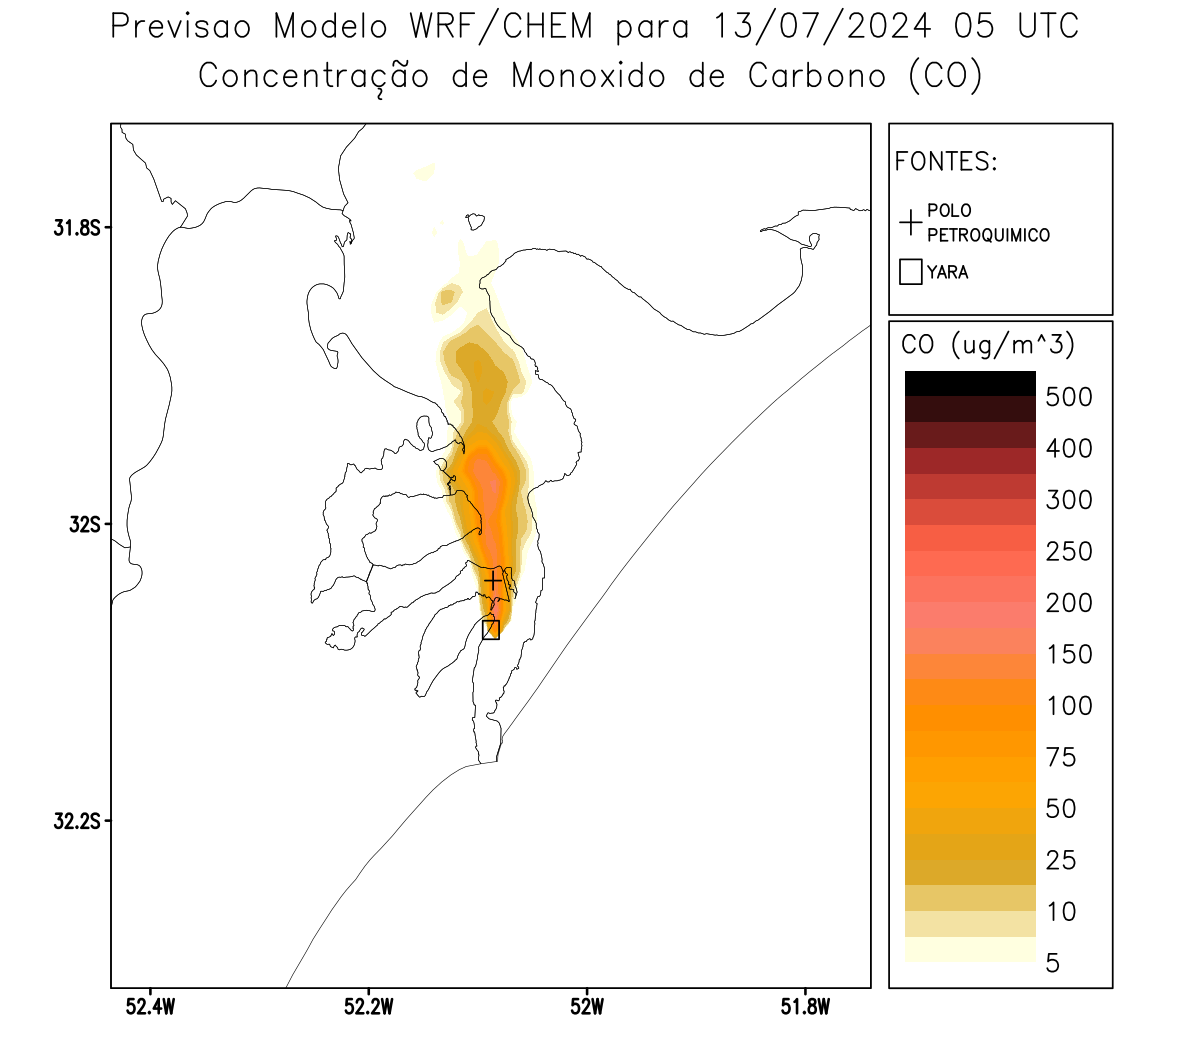 Previsao Modelo WRF/CHEM para 13/07/2024 05 UTC
Concentração de Monoxido de Carbono (CO)
FONTES:
POLO
PETROQUIMICO
YARA
CO (ug/m^3)
500
400
300
250
200
150
100
75
50
25
10
5
31.8S
32S
32.2S
52.4W
52.2W
52W
51.8W